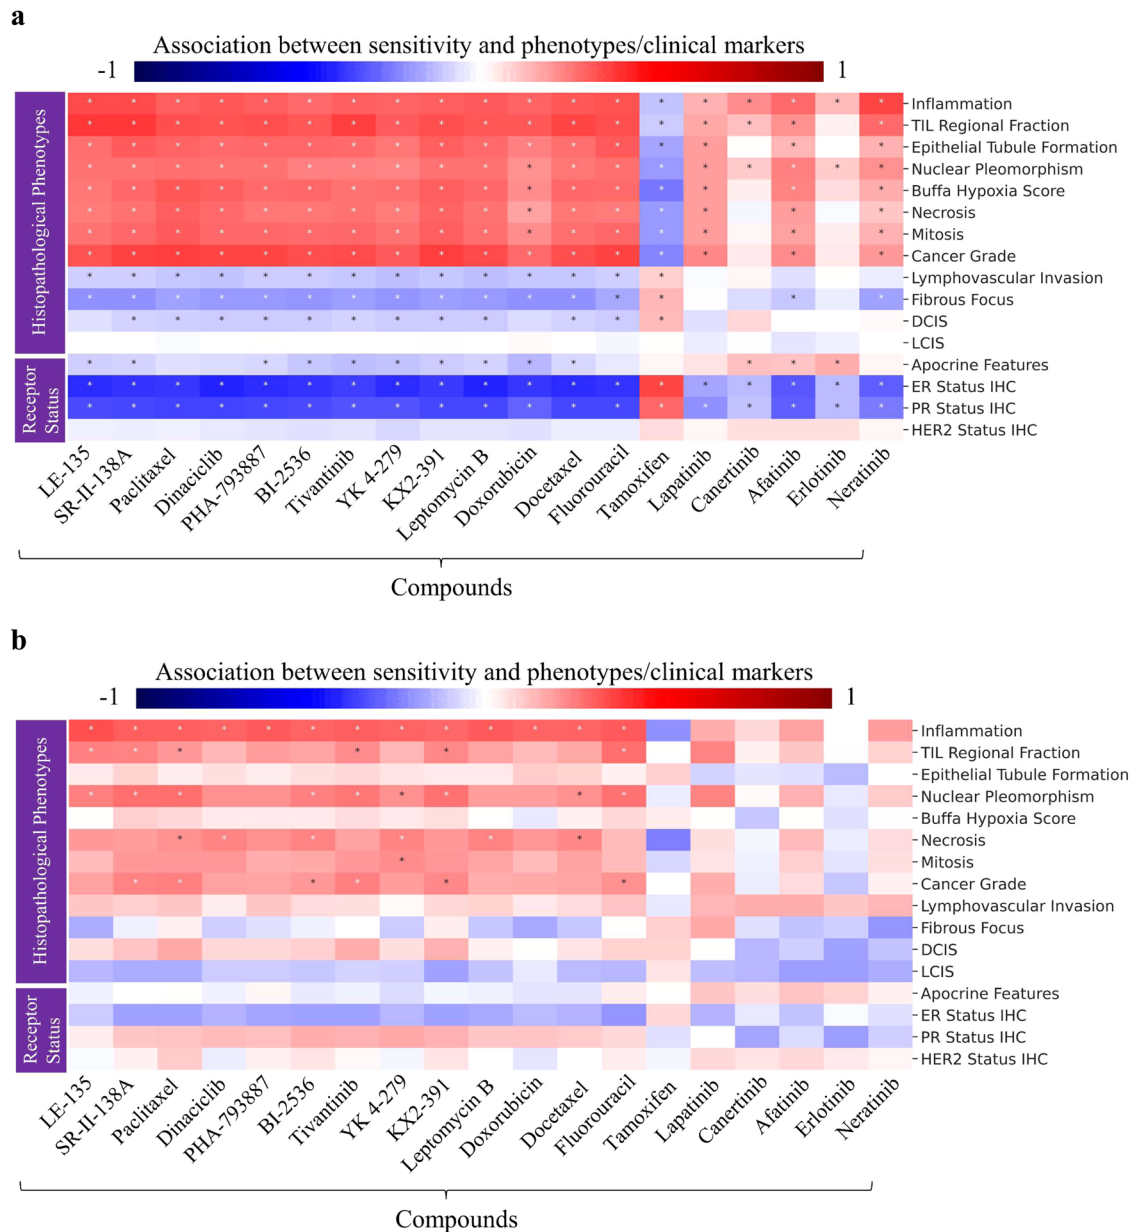 a
Association between sensitivity and phenotypes/clinical markers
-1
1
Histopathological Phenotypes
Receptor
Status
Inflammation
TIL Regional Fraction
Epithelial Tubule Formation
Nuclear Pleomorphism
Buffa Hypoxia Score
Necrosis
Mitosis
Cancer Grade
Lymphovascular Invasion
Fibrous Focus
DCIS
LCIS
Apocrine Features
ER Status IHC
PR Status IHC
HER2 Status IHC
LE-135
SR-II-138A
Paclitaxel
Dinaciclib
PHA-793887
BI-2536
Tivantinib
YK 4-279
KX2-391
Leptomycin B
Doxorubicin
Docetaxel
Fluorouracil
Tamoxifen
Lapatinib
Canertinib
Afatinib
Erlotinib
Neratinib
Compounds
b
Association between sensitivity and phenotypes/clinical markers
-1
1
Histopathological Phenotypes
Receptor
Status
Inflammation
TIL Regional Fraction
Epithelial Tubule Formation
Nuclear Pleomorphism
Buffa Hypoxia Score
Necrosis
Mitosis
Cancer Grade
Lymphovascular Invasion
Fibrous Focus
DCIS
LCIS
Apocrine Features
ER Status IHC
PR Status IHC
HER2 Status IHC
LE-135
SR-II-138A
Paclitaxel
Dinaciclib
PHA-793887
BI-2536
Tivantinib
YK 4-279
KX2-391
Leptomycin B
Doxorubicin
Docetaxel
Fluorouracil
Tamoxifen
Lapatinib
Canertinib
Afatinib
Erlotinib
Neratinib
Compounds